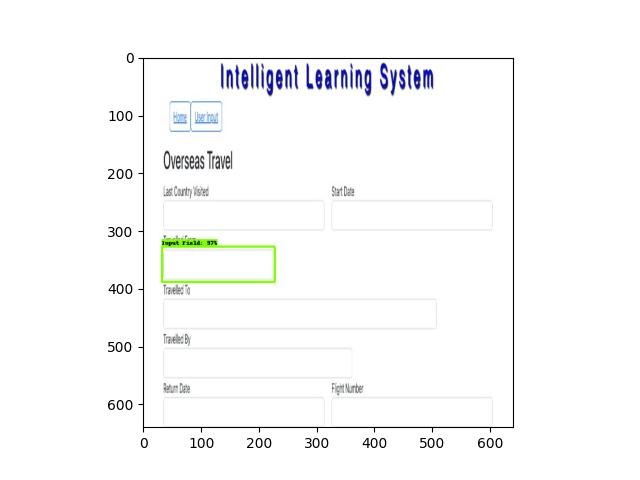 Intelligent Learning System
Home User Input
Overseas Travel
Last Country Visited Start Date
Travelled From
Input Field: 97%
Travelled To
Travelled By
Return Date Flight Number
0
100
200
300
400
500
600
0 100 200 300 400 500 600